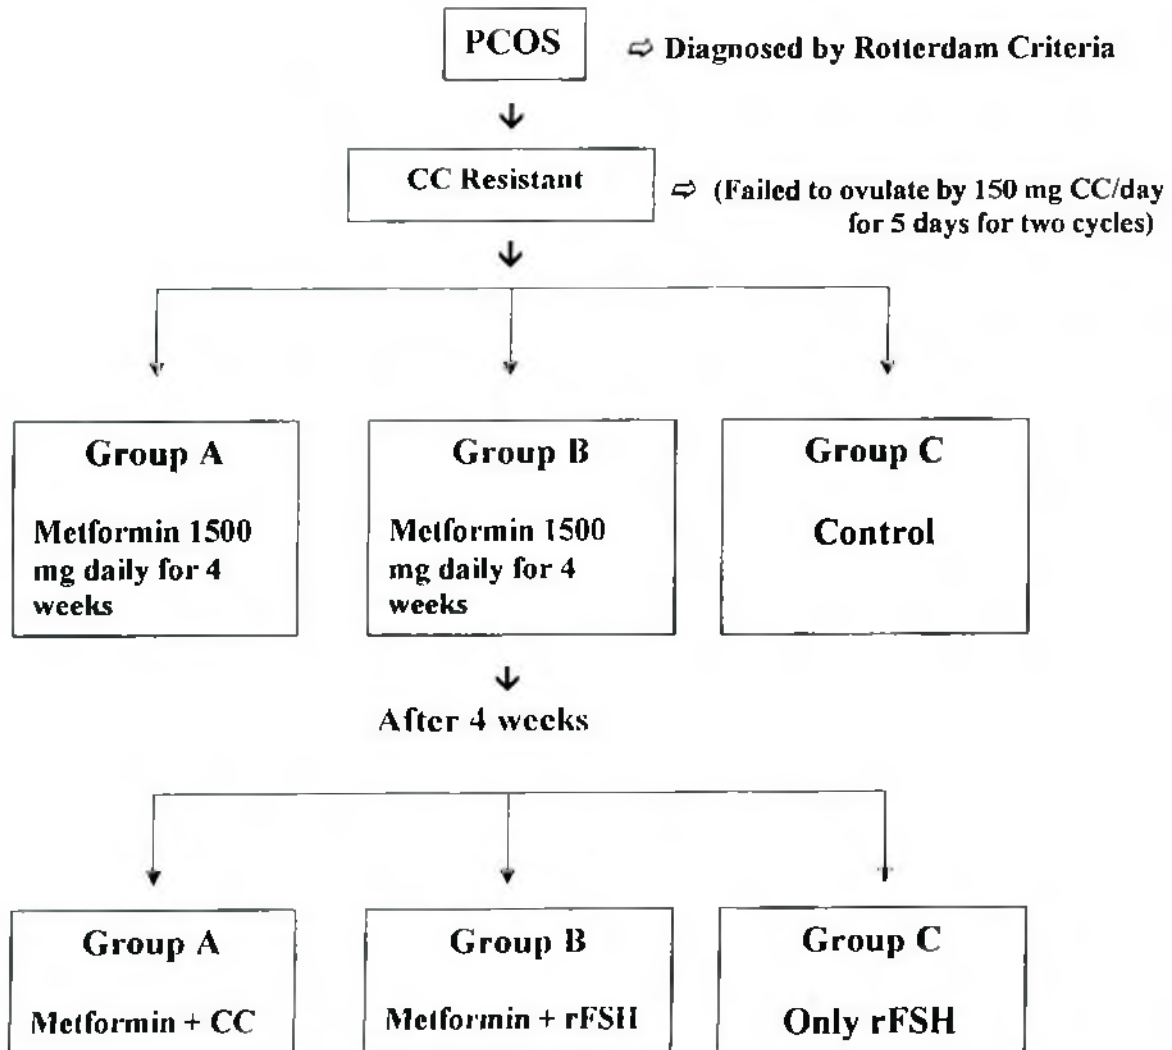 PCOS
⇨ Diagnosed by Rotterdam Criteria
CC Resistant
⇨ (Failed to ovulate by 150 mg CC/day
for 5 days for two cycles)
Group A
Metformin 1500
mg daily for 4
weeks
Group B
Metformin 1500
mg daily for 4
weeks
Group C
Control
After 4 weeks
Group A
Metformin + CC
Group B
Metformin + rFSH
Group C
Only rFSH